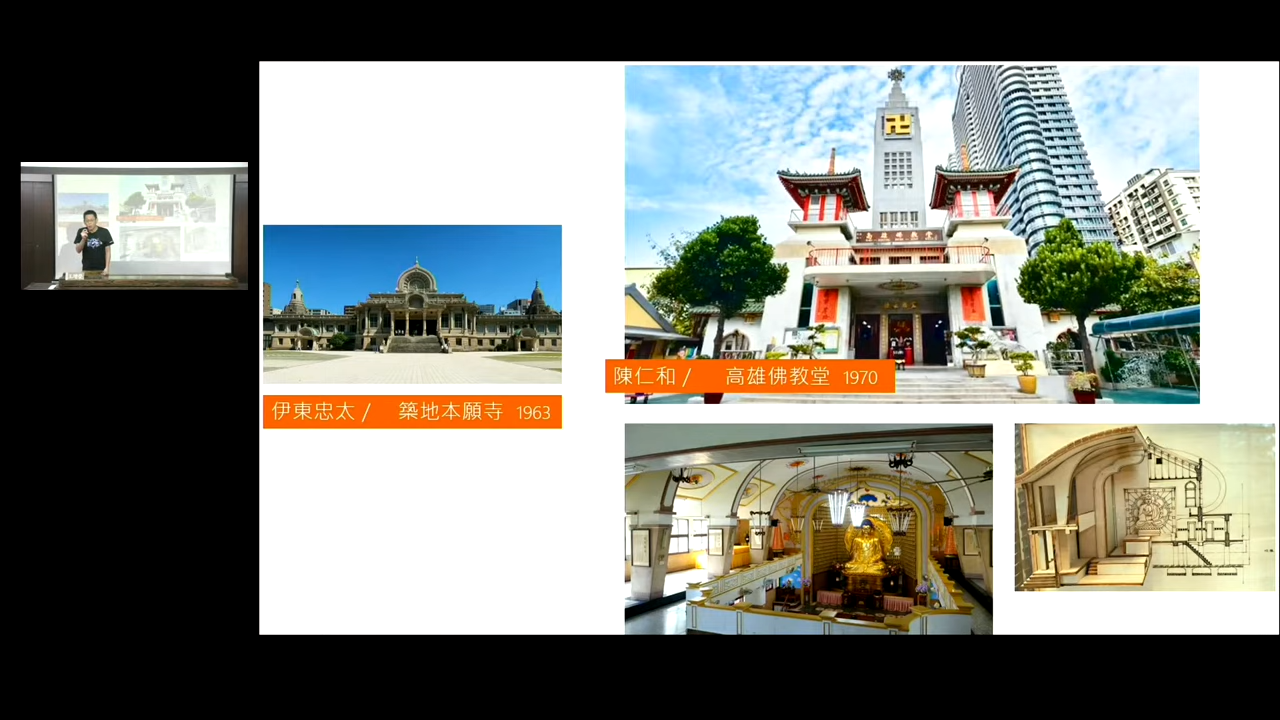 卍
伊東忠太 /　築地本願寺 1963
陳仁和 /　高雄佛教堂 1970